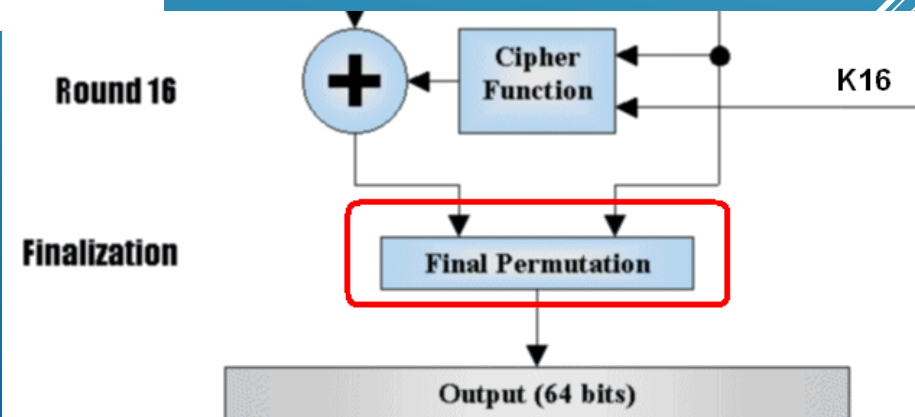 Round 16
Cipher
Function
K16
Finalization
Final Permutation
Output (64 bits)